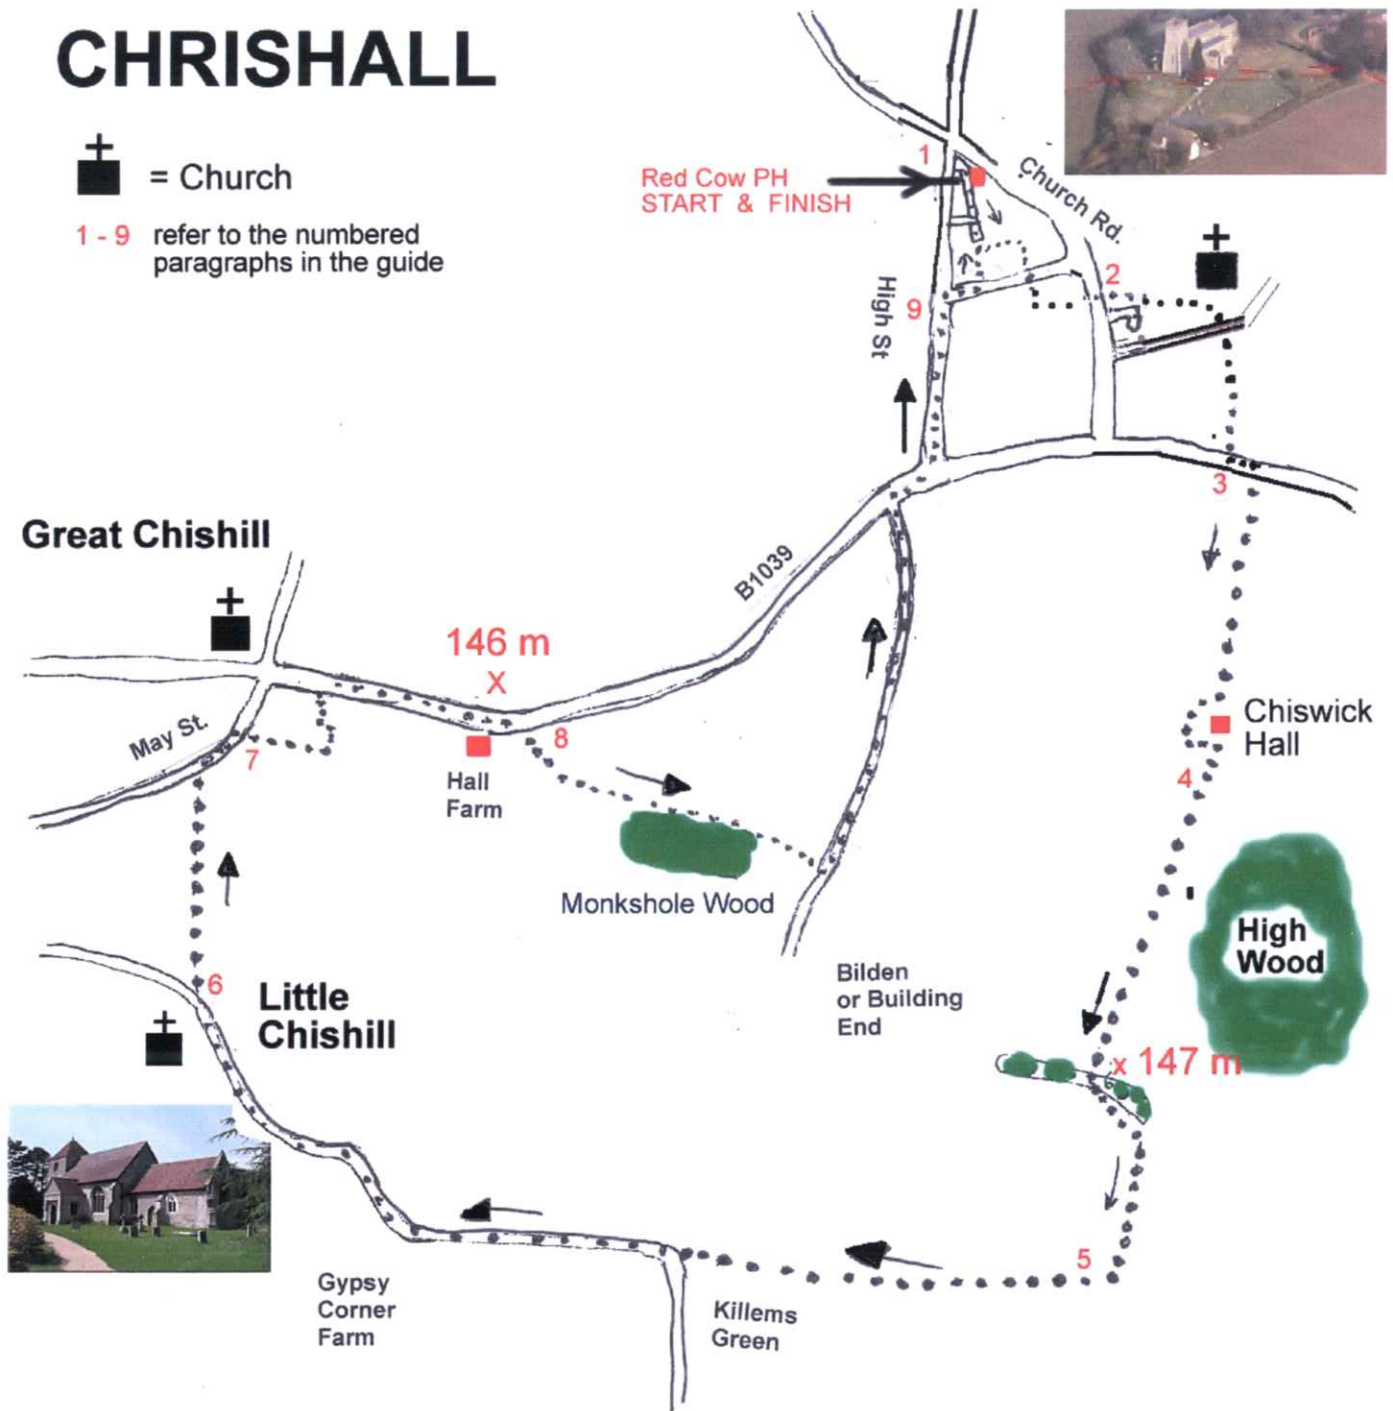 CHRISHALL
= Church
1 - 9 refer to the numbered
paragraphs in the guide
1
Red Cow PH
START & FINISH
Church Rd.
2
High St
9
3
Great Chishill
B1039
146 m
X
May St.
7
8
Hall
Farm
Chiswick
Hall
4
Monkshole Wood
High
Wood
6
Little
Chishill
Bilden
or Building
End
x 147 m
5
Gypsy
Corner
Farm
Killems
Green